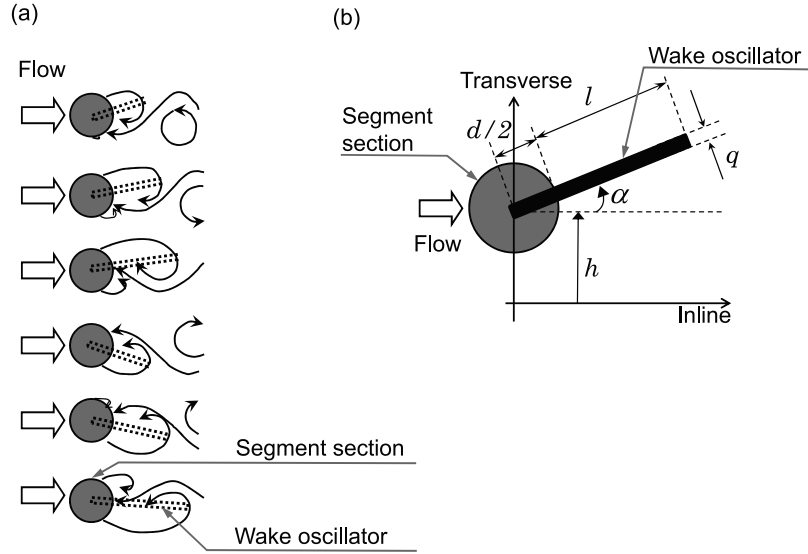 (a)
Flow
Segment section
Wake oscillator
(b)
Wake oscillator
Transverse
Segment
section
d/2
l
q
α
Flow
h
Inline